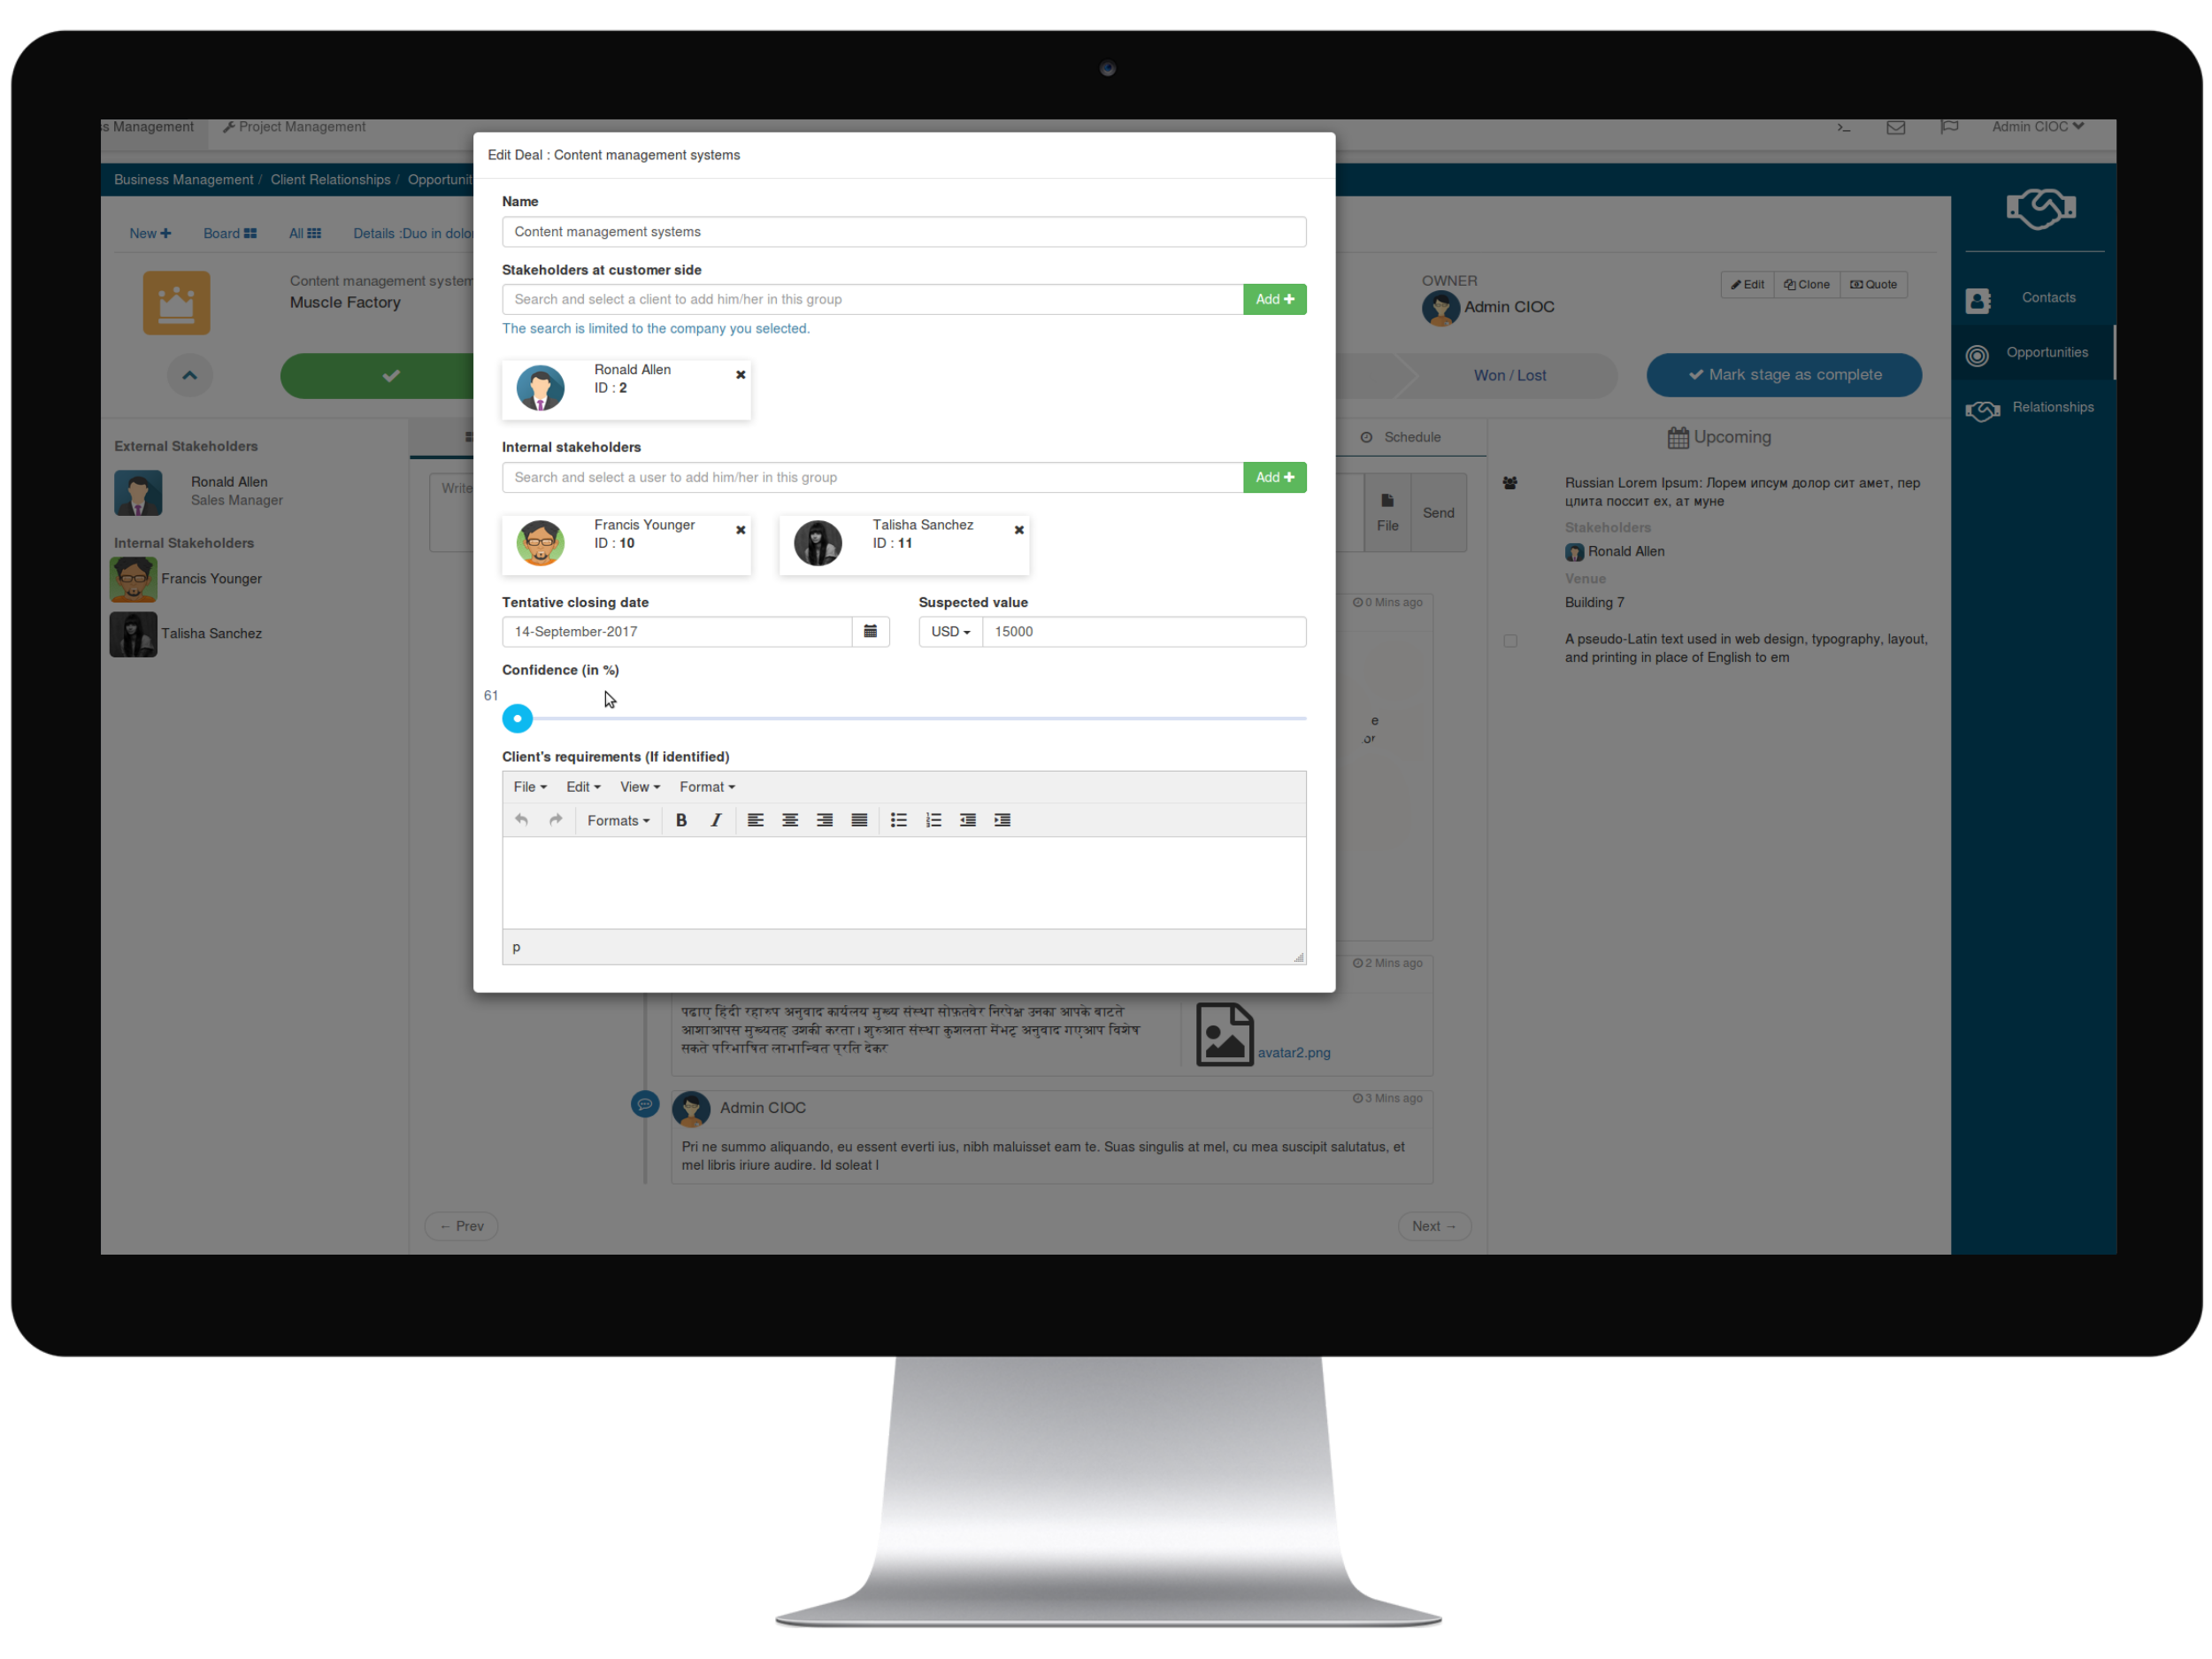 s Management
Project Management
Admin CIOC
Edit Deal : Content management systems
Business Management / Client Relationships / Opportunit
New
Board
All
Details :Duo in dolo
Content management system
Muscle Factory
OWNER
Admin CIOC
Edit
Clone
Quote
Won / Lost
Mark stage as complete
Contacts
Opportunities
Relationships
External Stakeholders
Ronald Allen
Sales Manager
Internal Stakeholders
Francis Younger
Talisha Sanchez
Write
Name
Content management systems
Stakeholders at customer side
Search and select a client to add him/her in this group
Add
The search is limited to the company you selected.
Ronald Allen
ID : 2
Internal stakeholders
Search and select a user to add him/her in this group
Add
Francis Younger
ID : 10
Talisha Sanchez
ID : 11
Tentative closing date
14-September-2017
Suspected value
USD
15000
Confidence (in %)
61
Client's requirements (If identified)
File
Edit
View
Format
Formats
B
I
p
Schedule
File
Send
0 Mins ago
e
or
2 Mins ago
पढाए हिंदी रहारुप अनुवाद कार्यलय मुख्य संस्था सोफ़तवेर निरपेक्ष उनका आपके बाटते
आशाआपस मुख्यतह उशकी करता। शुरुआत संस्था कुशलता मेंभटृ अनुवाद गएआप विशेष
सकते परिभाषित लाभान्वित प्रति देकर
avatar2.png
Admin CIOC
3 Mins ago
Pri ne summo aliquando, eu essent everti ius, nibh maluisset eam te. Suas singulis at mel, cu mea suscipit salutatus, et
mel libris iriure audire. Id soleat l
← Prev
Next →
Upcoming
Russian Lorem Ipsum: Лорем ипсум долор сит амет, пер
цлита поссит ех, ат муне
Stakeholders
Ronald Allen
Venue
Building 7
A pseudo-Latin text used in web design, typography, layout,
and printing in place of English to em